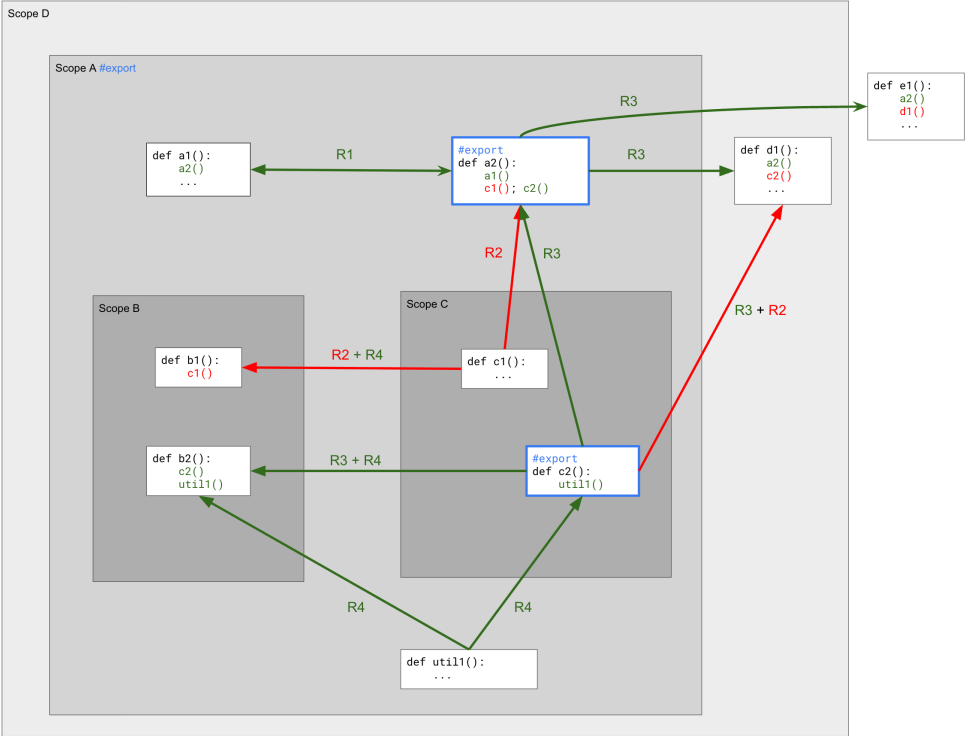 Scope D
Scope A #export
def e1():
a2()
d1()
...
R3
def a1():
a2()
...
R1
#export
def a2():
a1()
c1(); c2()
R3
def d1():
a2()
c2()
...
R2
R3
Scope B
Scope C
R3 + R2
def b1():
c1()
R2 + R4
def c1():
...
def b2():
c2()
util1()
R3 + R4
#export
def c2():
util1()
R4
R4
def util1():
...